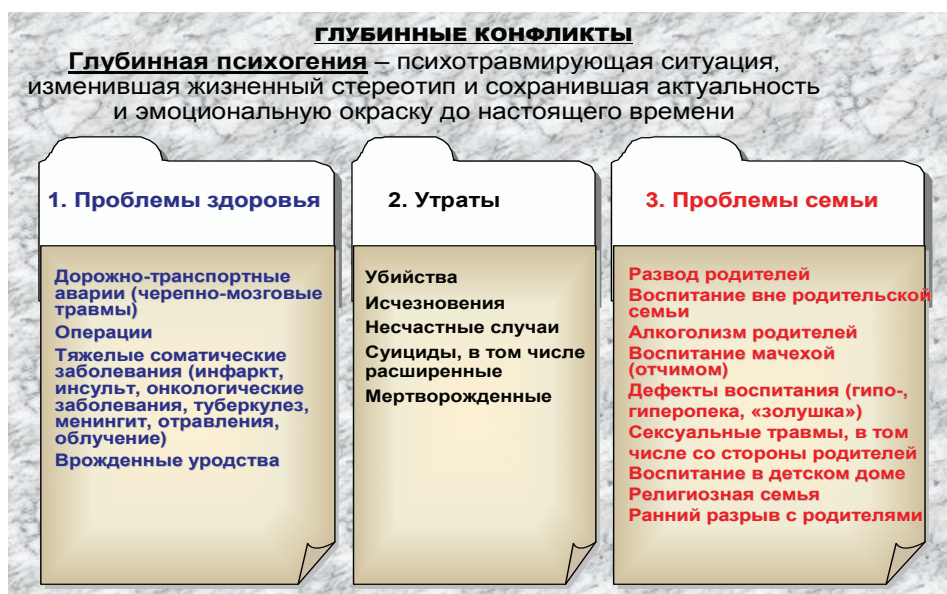 ГЛУБИННЫЕ КОНФЛИКТЫ
Глубинная психогения – психотравмирующая ситуация,
изменившая жизненный стереотип и сохранившая актуальность
и эмоциональную окраску до настоящего времени
1. Проблемы здоровья
Дорожно-транспортные
аварии (черепно-мозговые
травмы)
Операции
Тяжелые соматические
заболевания (инфаркт,
инсульт, онкологические
заболевания, туберкулез,
менингит, отравления,
облучение)
Врожденные уродства
2. Утраты
Убийства
Исчезновения
Несчастные случаи
Суициды, в том числе
расширенные
Мертворожденные
3. Проблемы семьи
Развод родителей
Воспитание вне родительской
семьи
Алкоголизм родителей
Воспитание мачехой
(отчимом)
Дефекты воспитания (гипо-,
гиперопека, «золушка»)
Сексуальные травмы, в том
числе со стороны родителей
Воспитание в детском доме
Религиозная семья
Ранний разрыв с родителями